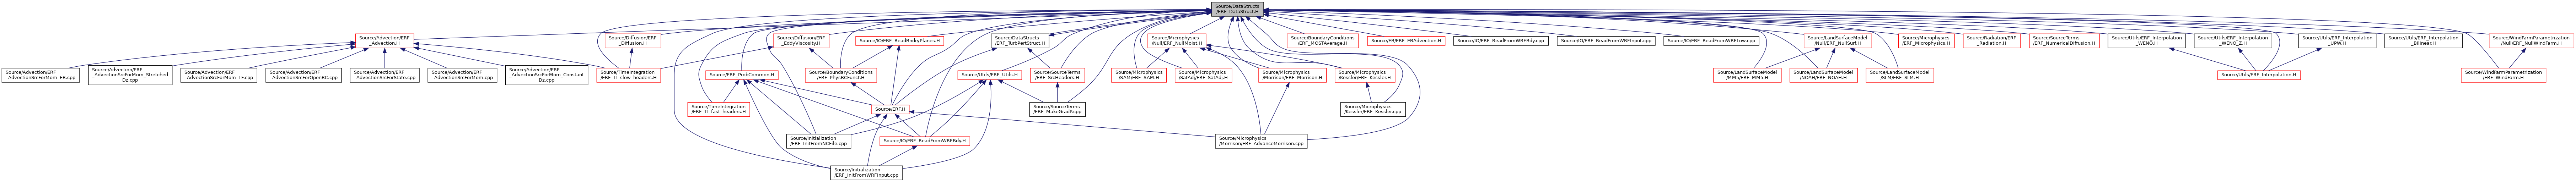 Source/DataStructs
/ERF_DataStruct.H
Source/Advection/ERF
_Advection.H
Source/Diffusion/ERF
_Diffusion.H
Source/Diffusion/ERF
_EddyViscosity.H
Source/IO/ERF_ReadBndryPlanes.H
Source/DataStructs
/ERF_TurbPertStruct.H
Source/Microphysics
/Null/ERF_NullMoist.H
Source/BoundaryConditions
/ERF_MOSTAverage.H
Source/EB/ERF_EBAdvection.H
Source/IO/ERF_ReadFromWRFBdy.cpp
Source/IO/ERF_ReadFromWRFInput.cpp
Source/IO/ERF_ReadFromWRFLow.cpp
Source/LandSurfaceModel
/Null/ERF_NullSurf.H
Source/Microphysics
/ERF_Microphysics.H
Source/Radiation/ERF
_Radiation.H
Source/SourceTerms
/ERF_NumericalDiffusion.H
Source/Utils/ERF_Interpolation
_WENO.H
Source/Utils/ERF_Interpolation
_WENO_Z.H
Source/Utils/ERF_Interpolation
_UPW.H
Source/Utils/ERF_Interpolation
_Bilinear.H
Source/WindFarmParametrization
/Null/ERF_NullWindFarm.H
Source/Advection/ERF
_AdvectionSrcForMom_EB.cpp
Source/Advection/ERF
_AdvectionSrcForMom_Stretched
Dz.cpp
Source/Advection/ERF
_AdvectionSrcForMom_TF.cpp
Source/Advection/ERF
_AdvectionSrcForOpenBC.cpp
Source/Advection/ERF
_AdvectionSrcForState.cpp
Source/Advection/ERF
_AdvectionSrcForMom.cpp
Source/Advection/ERF
_AdvectionSrcForMom_Constant
Dz.cpp
Source/TimeIntegration
/ERF_TI_slow_headers.H
Source/ERF_ProbCommon.H
Source/BoundaryConditions
/ERF_PhysBCFunct.H
Source/Utils/ERF_Utils.H
Source/SourceTerms
/ERF_SrcHeaders.H
Source/Microphysics
/SAM/ERF_SAM.H
Source/Microphysics
/SatAdj/ERF_SatAdj.H
Source/Microphysics
/Morrison/ERF_Morrison.H
Source/Microphysics
/Kessler/ERF_Kessler.H
Source/LandSurfaceModel
/MM5/ERF_MM5.H
Source/LandSurfaceModel
/NOAH/ERF_NOAH.H
Source/LandSurfaceModel
/SLM/ERF_SLM.H
Source/Utils/ERF_Interpolation.H
Source/WindFarmParametrization
/ERF_WindFarm.H
Source/TimeIntegration
/ERF_TI_fast_headers.H
Source/ERF.H
Source/SourceTerms
/ERF_MakeGradP.cpp
Source/Microphysics
/Kessler/ERF_Kessler.cpp
Source/Initialization
/ERF_InitFromNCFile.cpp
Source/IO/ERF_ReadFromWRFBdy.H
Source/Microphysics
/Morrison/ERF_AdvanceMorrison.cpp
Source/Initialization
/ERF_InitFromWRFInput.cpp